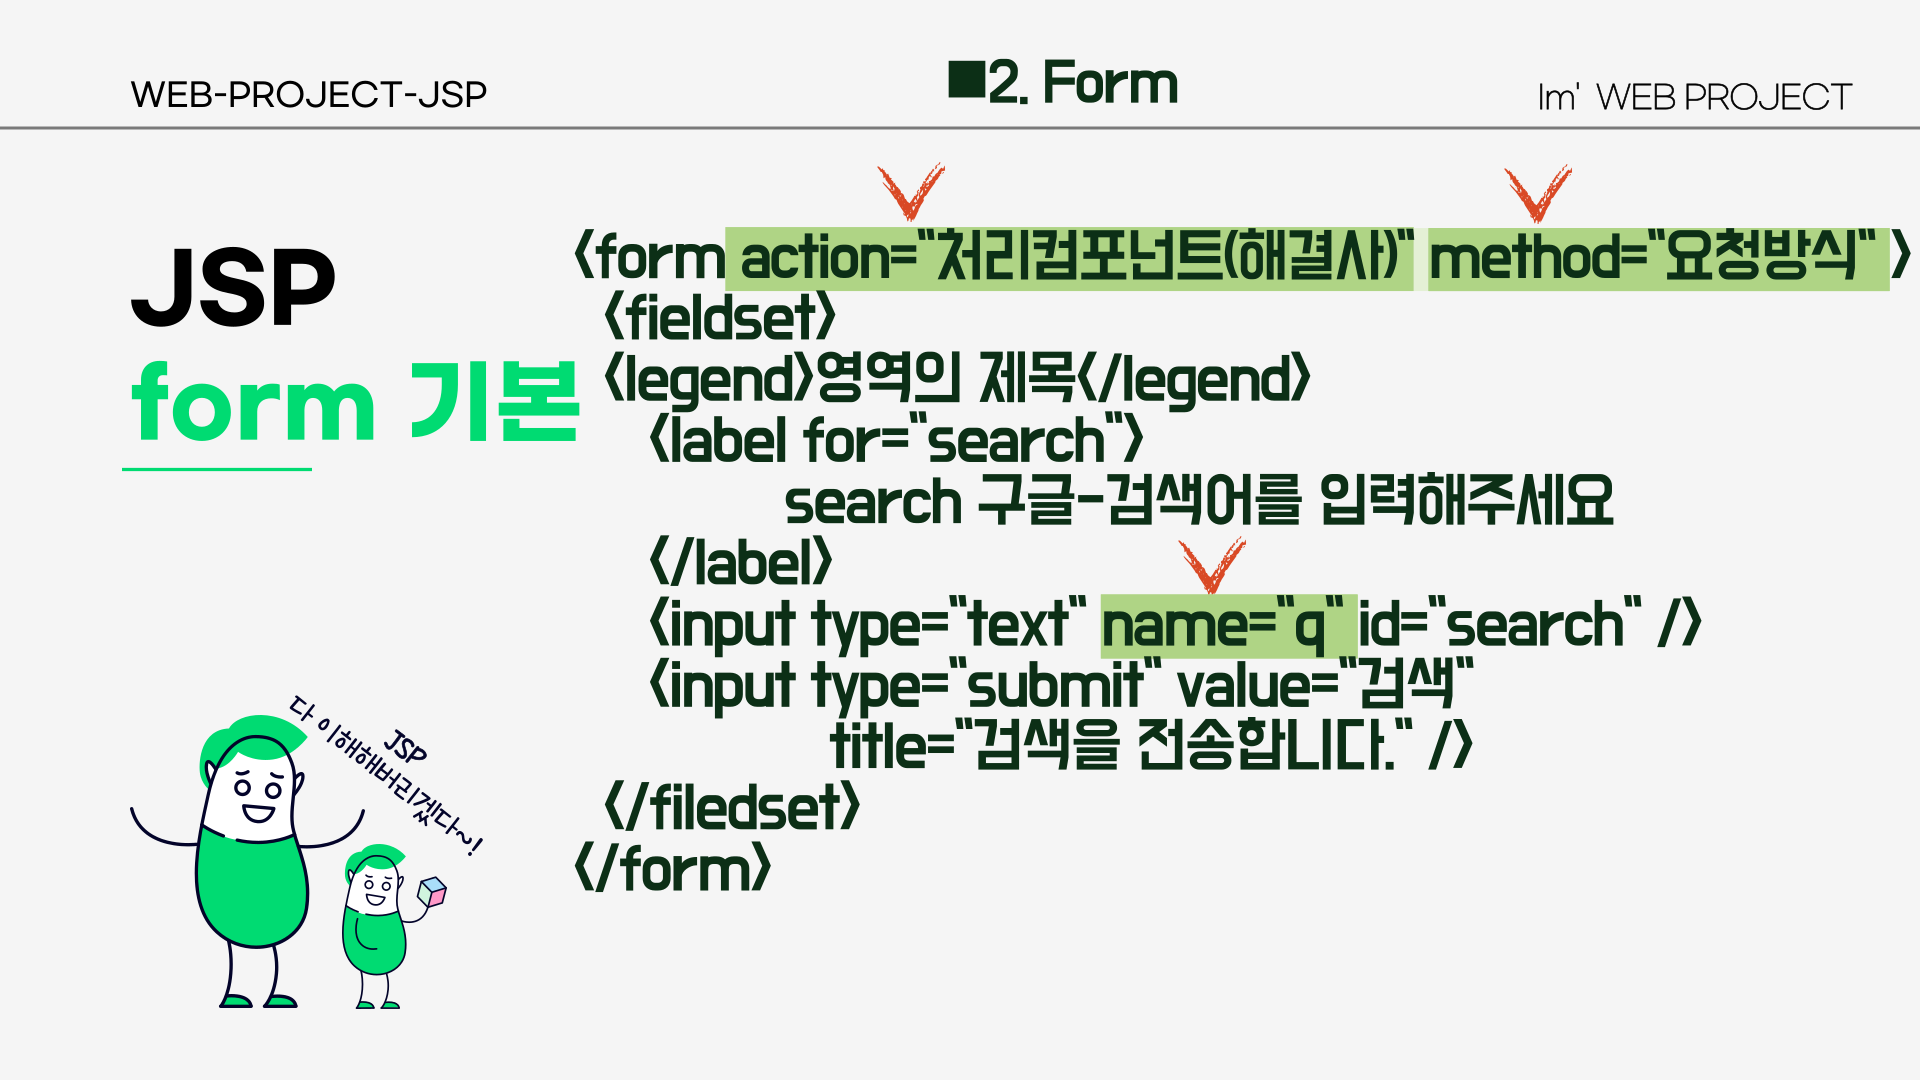 WEB-PROJECT-JSP
■2. Form
Im' WEB PROJECT
JSP
form 기본
<form action="처리컴포넌트(해결사)" method="요청방식" >
<fieldset>
<legend>영역의 제목</legend>
<label for="search">
search 구글-검색어를 입력해주세요
</label>
<input type="text" name="q" id="search" />
<input type="submit" value="검색"
title="검색을 전송합니다." />
</filedset>
</form>
JSP
다 이해해버리겠다~!